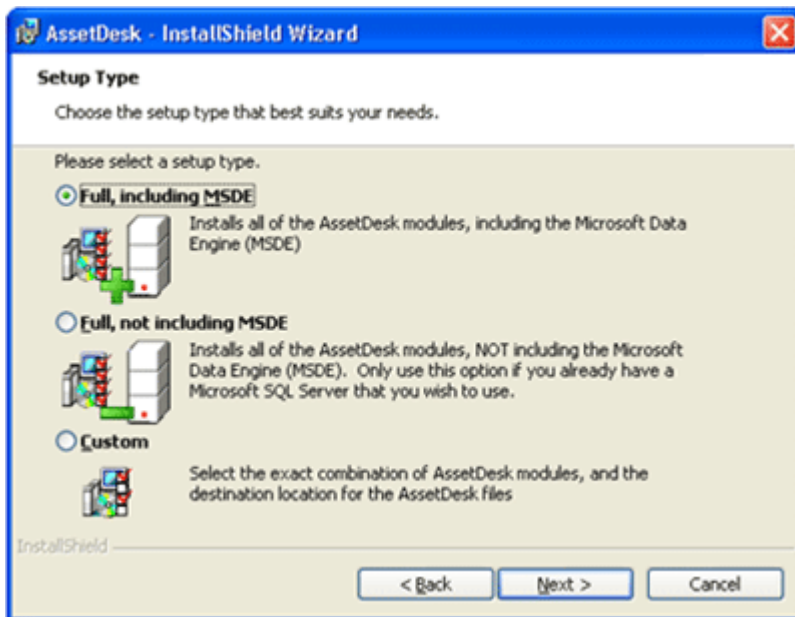 AssetDesk - InstallShield Wizard
Setup Type
Choose the setup type that best suits your needs.
Please select a setup type.
Full, including MSDE
Installs all of the AssetDesk modules, including the Microsoft Data
Engine (MSDE)
Full, not including MSDE
Installs all of the AssetDesk modules, NOT including the Microsoft
Data Engine (MSDE). Only use this option if you already have a
Microsoft SQL Server that you wish to use.
Custom
Select the exact combination of AssetDesk modules, and the
destination location for the AssetDesk files
InstallShield
< Back
Next >
Cancel